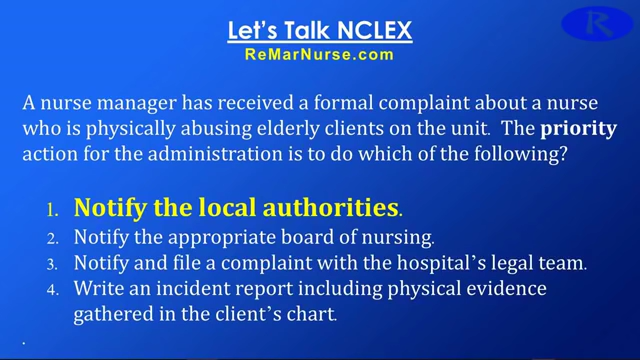 Let's Talk NCLEX
ReMarNurse.com
R
A nurse manager has received a formal complaint about a nurse
who is physically abusing elderly clients on the unit.  The priority
action for the administration is to do which of the following?
1. Notify the local authorities.
2. Notify the appropriate board of nursing.
3. Notify and file a complaint with the hospital's legal team.
4. Write an incident report including physical evidence
gathered in the client's chart.
.